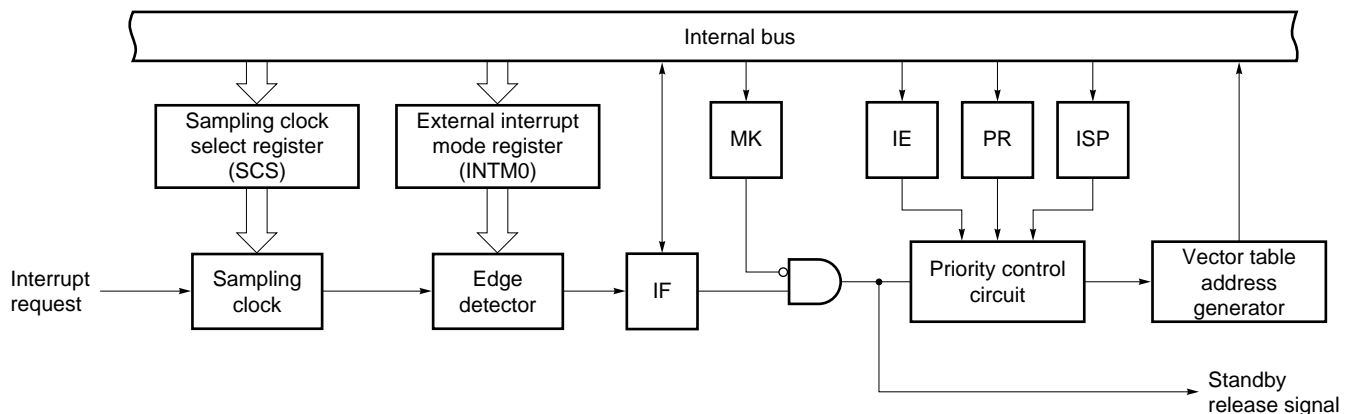 Internal bus
Sampling clock
select register
(SCS)
External interrupt
mode register
(INTM0)
MK
IE
PR
ISP
Interrupt
request
Sampling
clock
Edge
detector
IF
Priority control
circuit
Vector table
address
generator
Standby
release signal